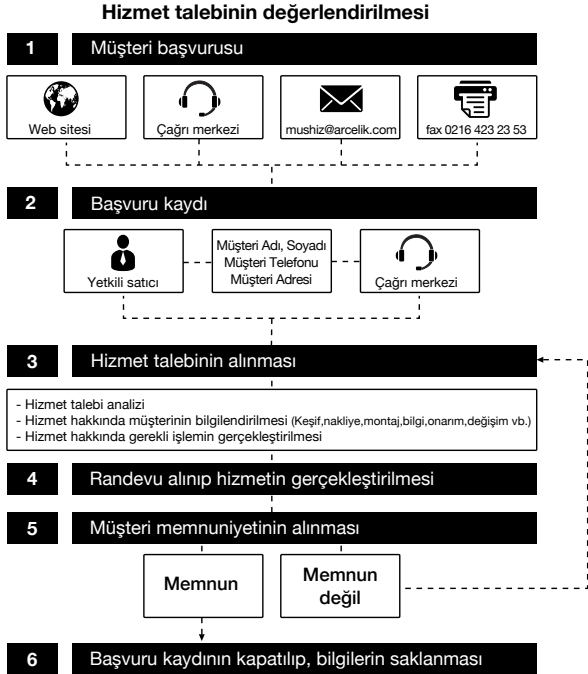 Hizmet talebinin değerlendirilmesi
1 Müşteri başvurusu
Web sitesi
Çağrı merkezi
mushiz@arcelik.com
fax 0216 423 23 53
2 Başvuru kaydı
Yetkili satıcı
Müşteri Adı, Soyadı
Müşteri Telefonu
Müşteri Adresi
Çağrı merkezi
3 Hizmet talebinin alınması
- Hizmet talebi analizi
- Hizmet hakkında müşterinin bilgilendirilmesi (Keşif,nakliye,montaj,bilgi,onarım,değişim vb.)
- Hizmet hakkında gerekli işlemin gerçekleştirilmesi
4 Randevu alınıp hizmetin gerçekleştirilmesi
5 Müşteri memnuniyetinin alınması
Memnun
Memnun
değil
6 Başvuru kaydının kapatılıp, bilgilerin saklanması